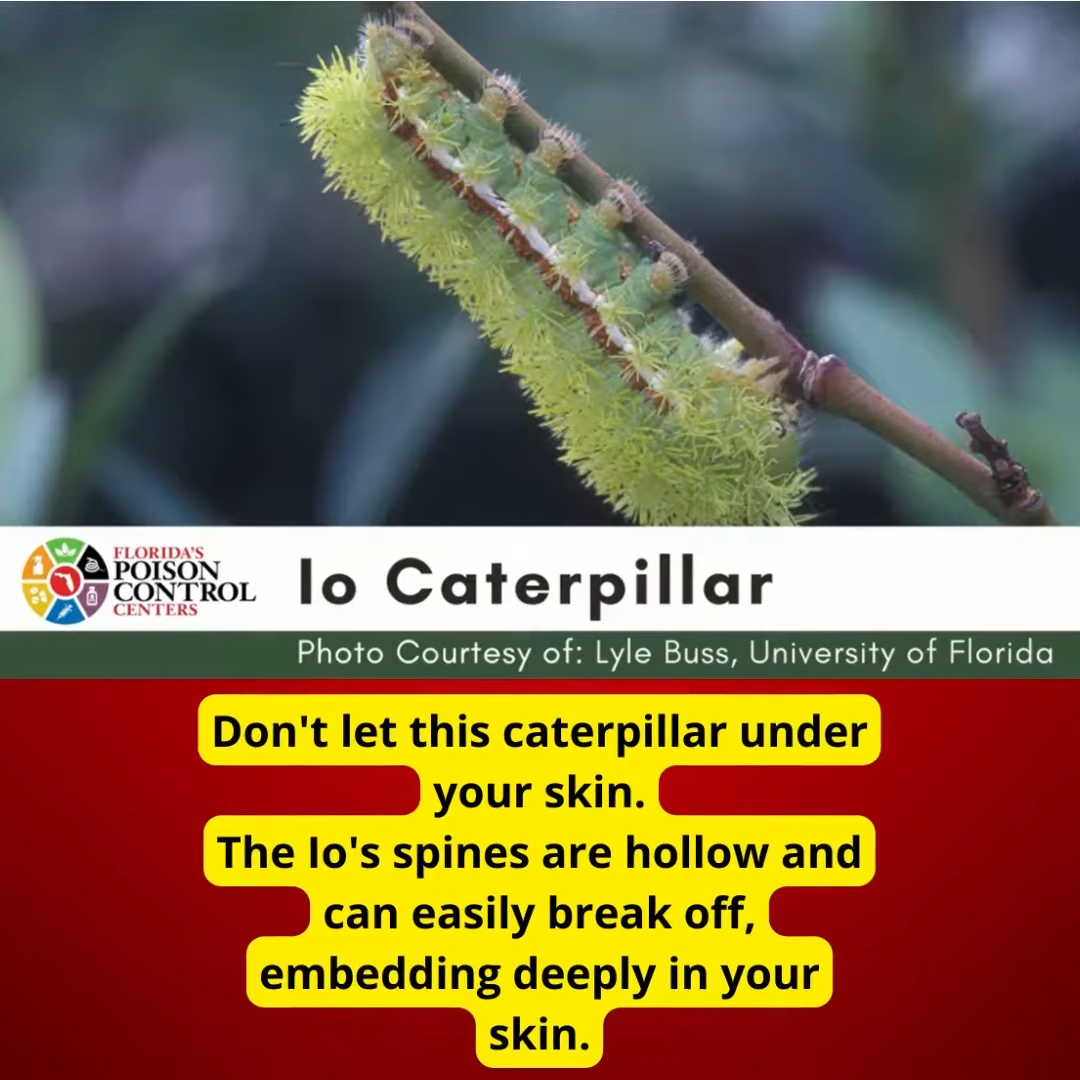 FLORIDA'S
POISON
CONTROL
CENTERS
Io Caterpillar
Photo Courtesy of: Lyle Buss, University of Florida
Don't let this caterpillar under
your skin.
The Io's spines are hollow and
can easily break off,
embedding deeply in your
skin.